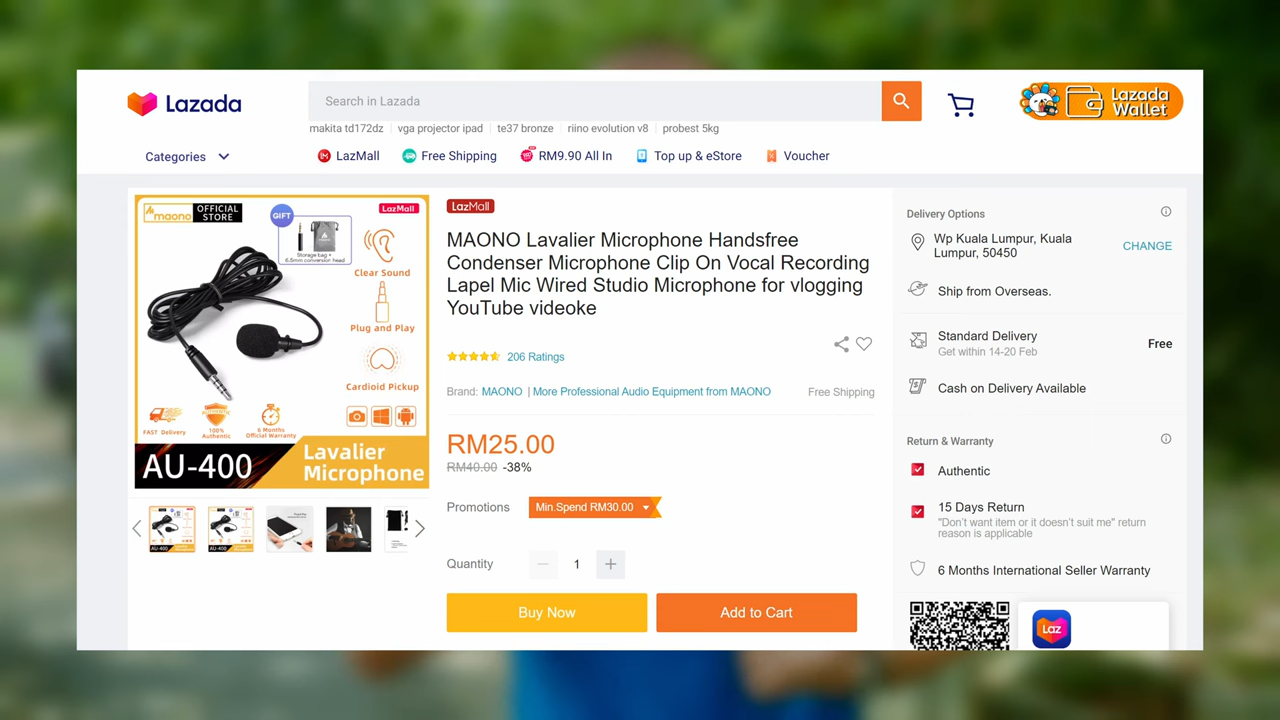 Lazada
Search in Lazada
Lazada
Wallet
makita td172dz
vga projector ipad
te37 bronze
riino evolution v8
probest 5kg
Categories
LazMall
Free Shipping
RM9.90 All In
Top up & eStore
Voucher
maono OFFICIAL STORE
GIFT
LazMall
Storage bag +
6.5mm conversion head
Clear Sound
Plug and Play
Cardioid Pickup
FAST Delivery
100% Authentic
6 Months Official Warranty
AU-400
Lavalier
Microphone
AU-400
AU-400
LazMall
MAONO Lavalier Microphone Handsfree
Condenser Microphone Clip On Vocal Recording
Lapel Mic Wired Studio Microphone for vlogging
YouTube videoke
206 Ratings
Brand: MAONO | More Professional Audio Equipment from MAONO
Free Shipping
RM25.00
RM40.00 -38%
Promotions
Min.Spend RM30.00
Quantity
1
Buy Now
Add to Cart
Delivery Options
Wp Kuala Lumpur, Kuala
Lumpur, 50450
CHANGE
Ship from Overseas.
Standard Delivery
Free
Get within 14-20 Feb
Cash on Delivery Available
Return & Warranty
Authentic
15 Days Return
"Don't want item or it doesn't suit me" return
reason is applicable
6 Months International Seller Warranty
Laz